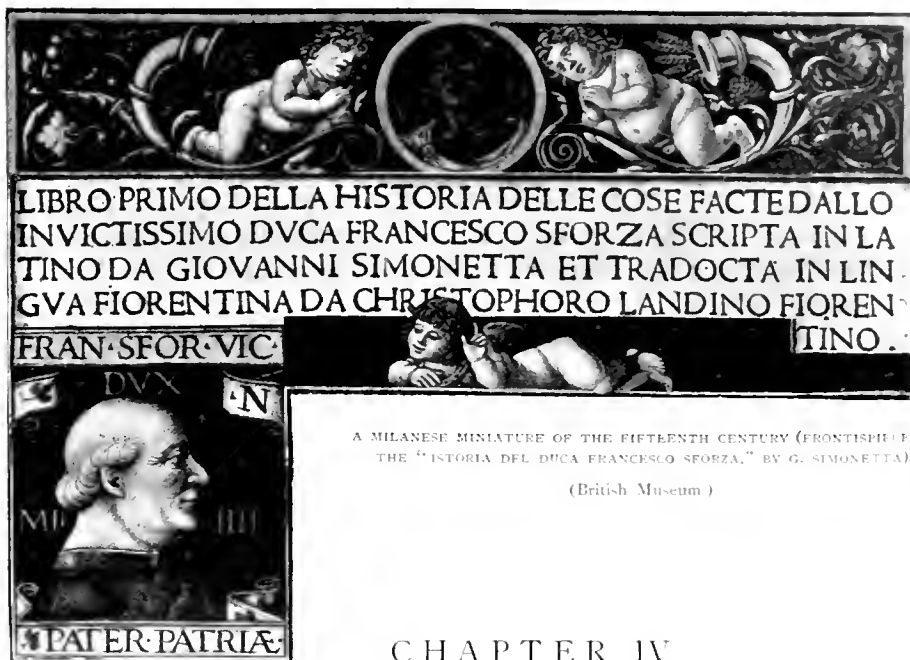 LIBRO·PRIMO DELLA HISTORIA DELLE COSE FACTE DALLO
INVICTISSIMO DVCA FRANCESCO SFORZA SCRIPTA IN LA
TINO DA GIOVANNI SIMONETTA ET TRADOCTA IN LIN·
GVA FIORENTINA DA CHRISTOPHORO LANDINO FIOREN
TINO.
FRAN·SFOR·VIC·
DVX
·N
MI IIII
PATER·PATRIÆ·
A MILANESE MINIATURE OF THE FIFTEENTH CENTURY
THE "ISTORIA DEL DUCA FRANCESCO SFORZA," BY G. SIMONETTA)
(British Museum)
CHAPTER IV